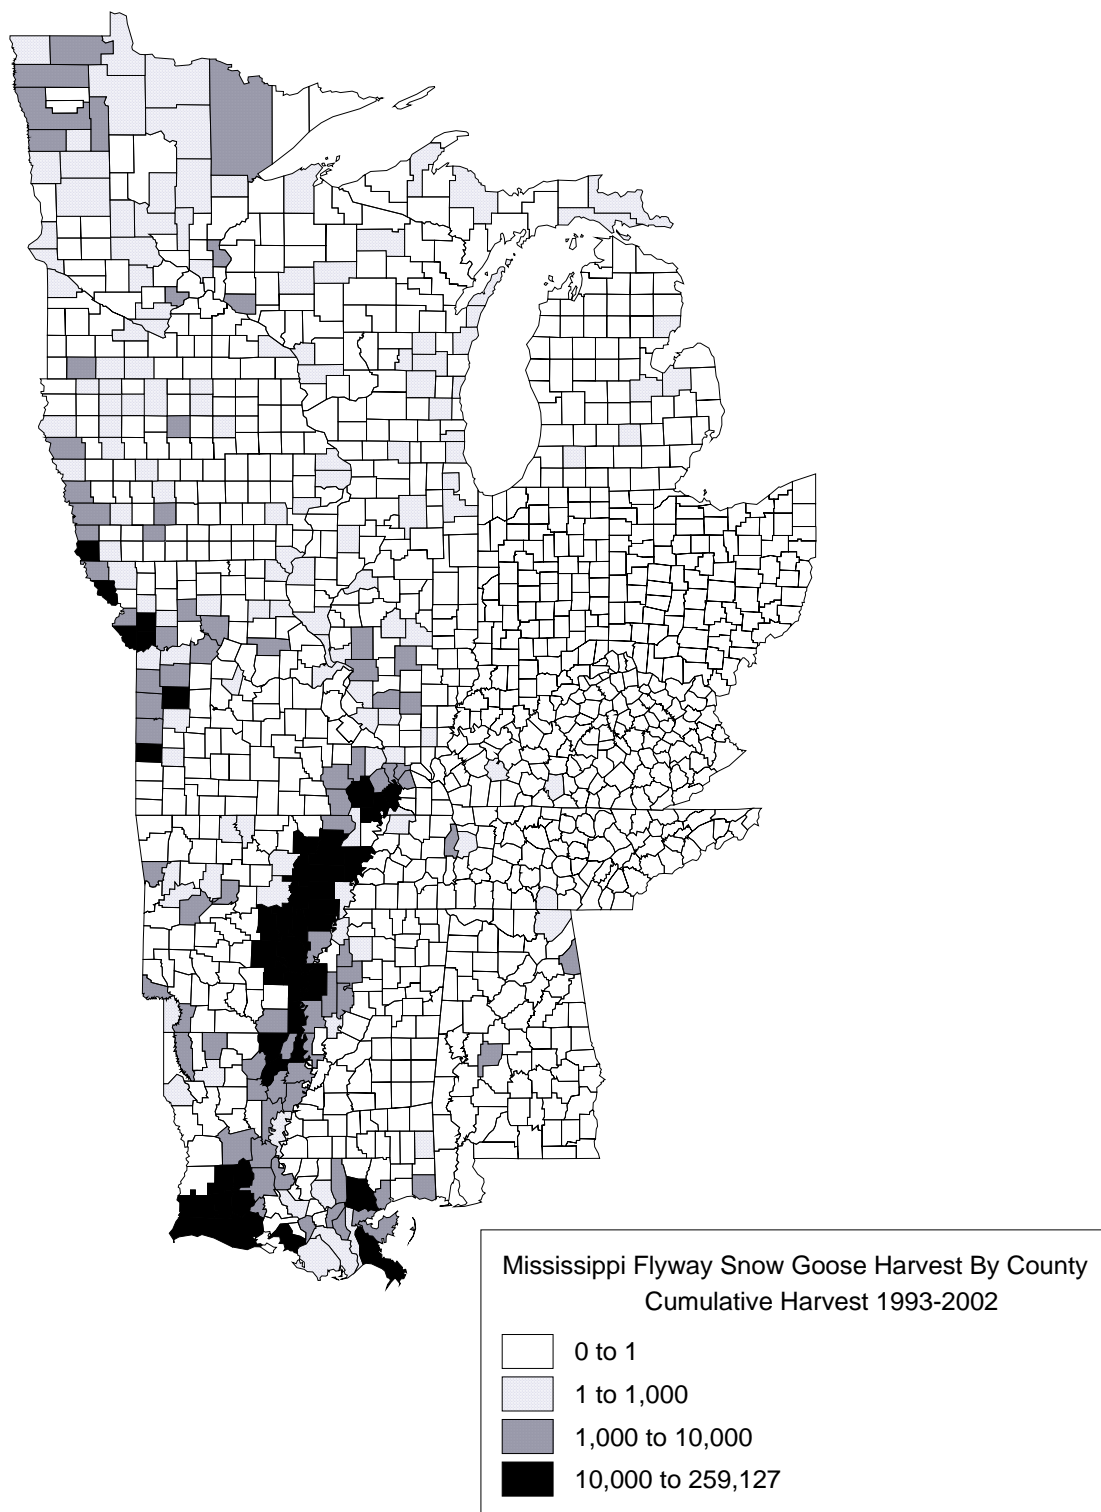 Mississippi Flyway Snow Goose Harvest By County
Cumulative Harvest 1993-2002
0 to 1
1 to 1,000
1,000 to 10,000
10,000 to 259,127